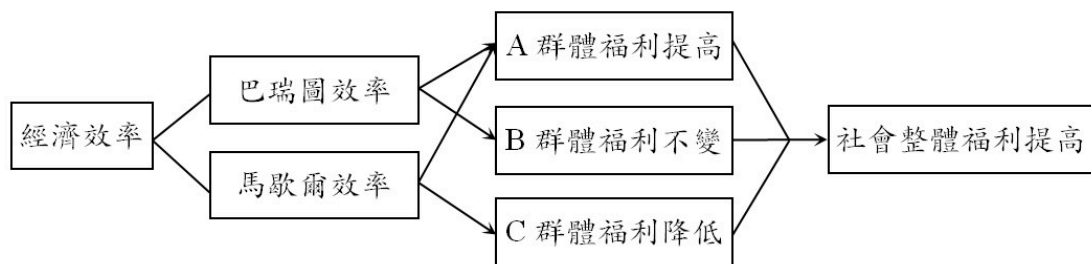 經濟效率
巴瑞圖效率
馬歇爾效率
A 群體福利提高
B 群體福利不變
C 群體福利降低
社會整體福利提高